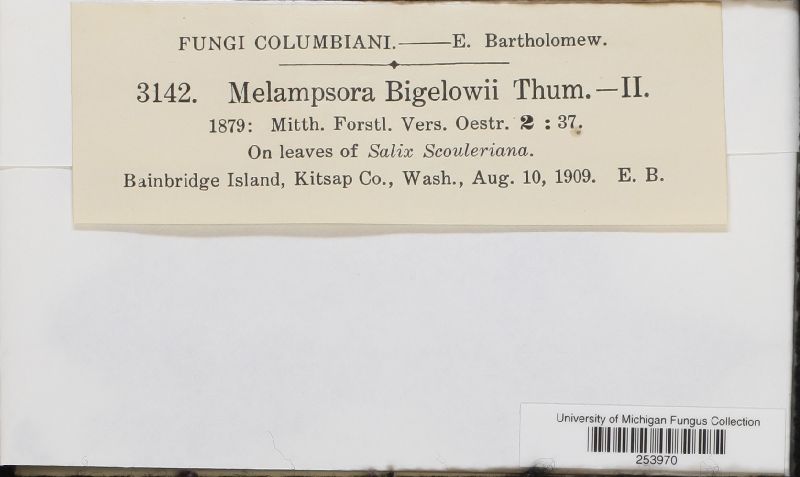 FUNGI COLUMBIANI.—E. Bartholomew.
3142. Melampsora Bigelowii Thum.—II.
1879: Mitth. Forstl. Vers. Oestr. 2 : 37.
On leaves of Salix Scouleriana.
Bainbridge Island, Kitsap Co., Wash., Aug. 10, 1909. E. B.
University of Michigan Fungus Collection
253970